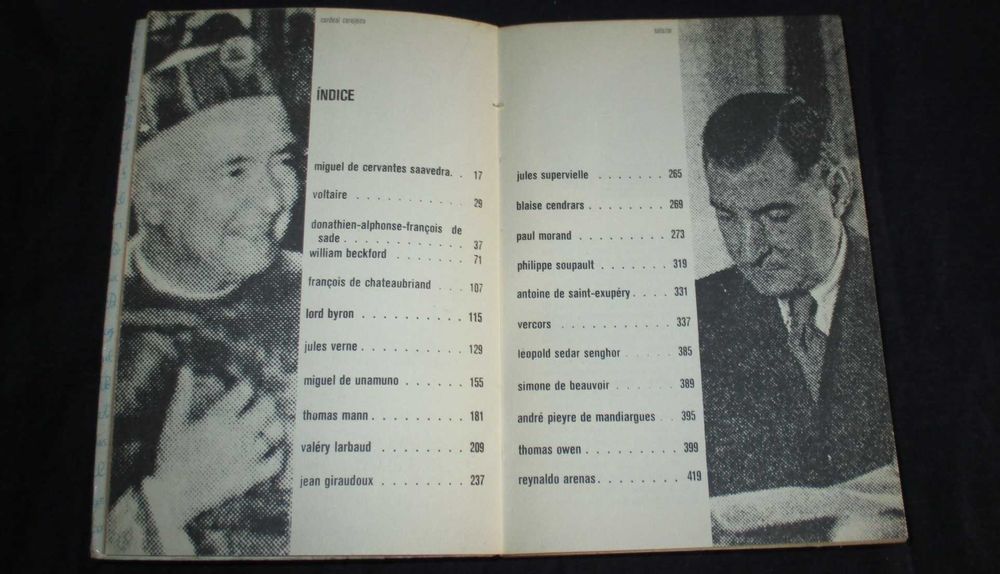 cardeal cerejeira
ÍNDICE
miguel de cervantes saavedra. . 17
voltaire . . . . . . . . . . . 29
donathien-alphonse-françois de
sade . . . . . . . . . . . . 37
william beckford . . . . . . . 71
françois de chateaubriand . . . 107
lord byron . . . . . . . . . . 115
jules verne . . . . . . . . . . 129
miguel de unamuno . . . . . . 155
thomas mann . . . . . . . . . 181
valéry larbaud . . . . . . . . 209
jean giraudoux . . . . . . . . 237
salazar
jules supervielle . . . . . . . 265
blaise cendrars . . . . . . . . 269
paul morand . . . . . . . . . 273
philippe soupault . . . . . . . 319
antoine de saint-exupéry . . . . 331
vercors . . . . . . . . . . . 337
léopold sedar senghor . . . . . 385
simone de beauvoir . . . . . . 389
andré pieyre de mandiargues . . 395
thomas owen . . . . . . . . . 399
reynaldo arenas . . . . . . . . 419